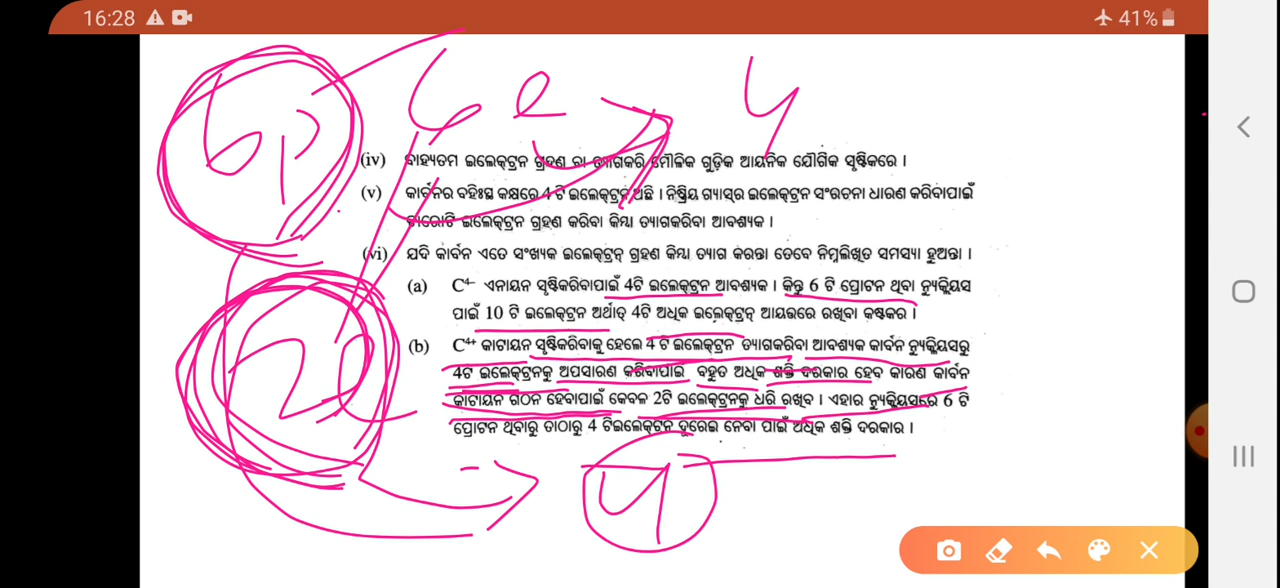 16:28
41%
6p 6e 4
(iv) ବାହ୍ୟତମ ଇଲେକ୍ଟ୍ରନ ଗ୍ରହଣ ବା ତ୍ୟାଗକରି ମୌଳିକ ଗୁଡ଼ିକ ଆୟନିକ ଯୌଗିକ ସୃଷ୍ଟିକରେ ।
(v) କାର୍ବନର ବହିଃସ୍ଥ କକ୍ଷରେ 4 ଟି ଇଲେକ୍ଟ୍ରନ ଅଛି । ନିଷ୍କ୍ରିୟ ଗ୍ୟାସ୍‌ର ଇଲେକ୍ଟ୍ରନ ସଂରଚନା ଧାରଣ କରିବାପାଇଁ
ଚାରୋଟି ଇଲେକ୍ଟ୍ରନ ଗ୍ରହଣ କରିବା କିମ୍ବା ତ୍ୟାଗକରିବା ଆବଶ୍ୟକ ।
(vi) ଯଦି କାର୍ବନ ଏତେ ସଂଖ୍ୟକ ଇଲେକ୍ଟ୍ରନ୍ ଗ୍ରହଣ କିମ୍ବା ତ୍ୟାଗ କରନ୍ତା ତେବେ ନିମ୍ନଲିଖିତ ସମସ୍ୟା ହୁଅନ୍ତା ।
(a) C⁴⁻ ଏନାୟନ ସୃଷ୍ଟିକରିବାପାଇଁ 4ଟି ଇଲେକ୍ଟ୍ରନ ଆବଶ୍ୟକ । କିନ୍ତୁ 6 ଟି ପ୍ରୋଟନ ଥିବା ନ୍ୟୁକ୍ଲିୟସ
ପାଇଁ 10 ଟି ଇଲେକ୍ଟ୍ରନ ଅର୍ଥାତ୍ 4ଟି ଅଧିକ ଇଲେକ୍ଟ୍ରନ୍ ଆୟତ୍ତରେ ରଖିବା କଷ୍ଟକର ।
(b) C⁴⁺ କାଟାୟନ ସୃଷ୍ଟିକରିବାକୁ ହେଲେ 4 ଟି ଇଲେକ୍ଟ୍ରନ ତ୍ୟାଗକରିବା ଆବଶ୍ୟକ କାର୍ବନ ନ୍ୟୁକ୍ଲିୟସରୁ
4ଟି ଇଲେକ୍ଟ୍ରନକୁ ଅପସାରଣ କରିବାପାଇଁ ବହୁତ ଅଧିକ ଶକ୍ତି ଦରକାର ହେବ କାରଣ କାର୍ବନ
କାଟାୟନ ଗଠନ ହେବାପାଇଁ କେବଳ 2ଟି ଇଲେକ୍ଟ୍ରନକୁ ଧରି ରଖିବ । ଏହାର ନ୍ୟୁକ୍ଲିୟସରେ 6 ଟି
ପ୍ରୋଟନ ଥିବାରୁ ତାଠାରୁ 4 ଟିଇଲେକ୍ଟ୍ରନ ଦୂରେଇ ନେବା ପାଇଁ ଅଧିକ ଶକ୍ତି ଦରକାର ।
2e
4